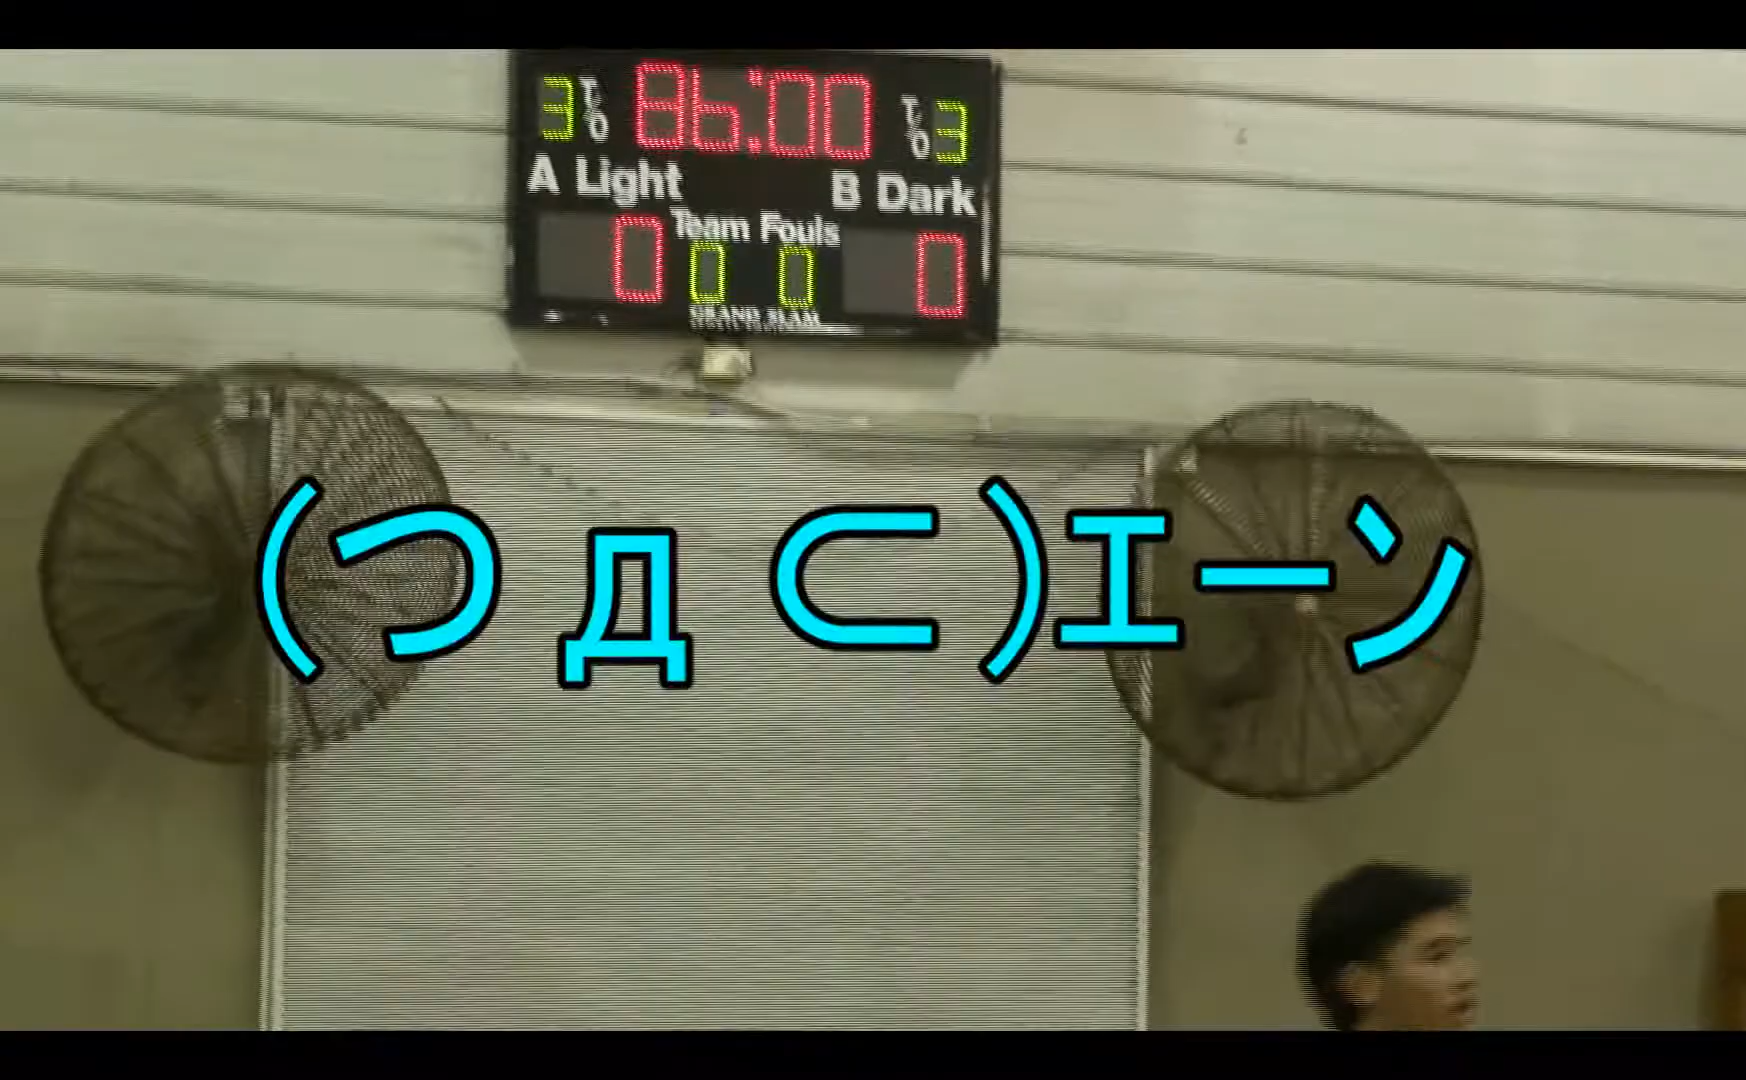 3 T.O 86:00 T.O 3
A Light B Dark
Team Fouls
0 0 0 0
GRAND SLAM
(つд⊂)エーン